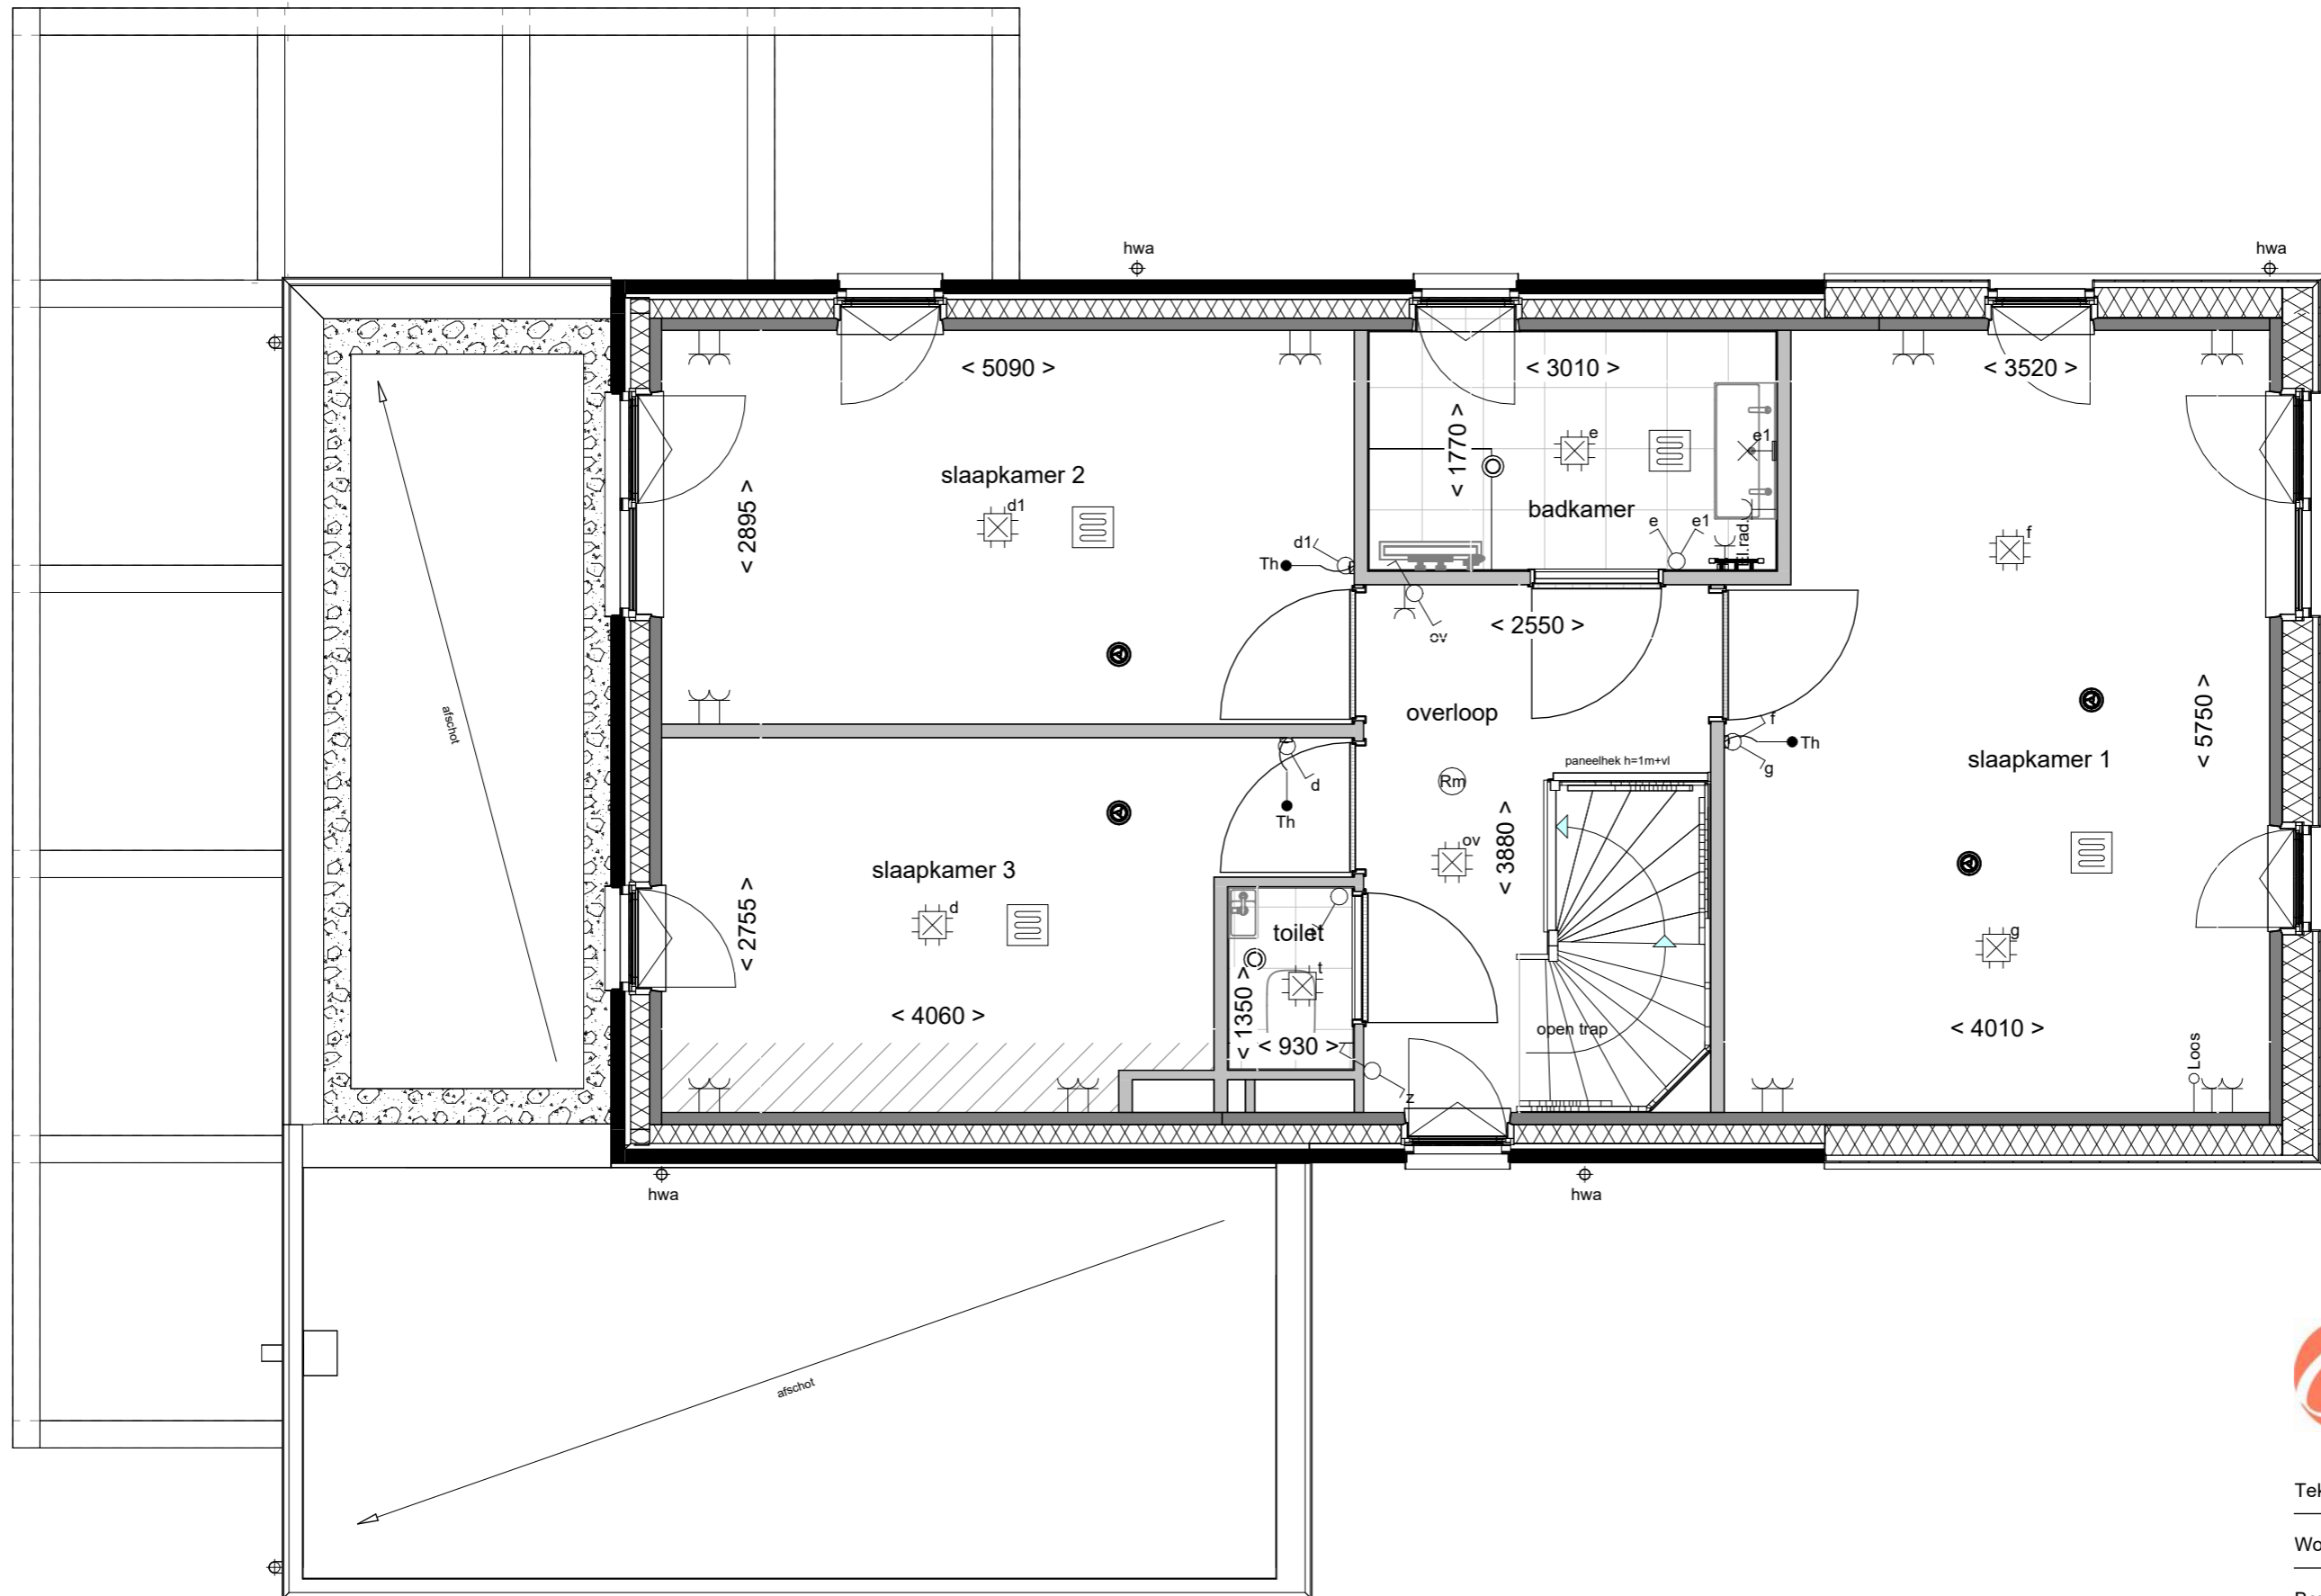 hwa
hwa
< 5090 >
< 3010 >
< 3520 >
< 1770 >
e
e1
slaapkamer 2
d1
< 2895 >
badkamer
e
e1
f
d1
Th
ov
< 2550 >
afschot
overloop
f
Th
g
< 5750 >
slaapkamer 1
paneelhek h=1m+vl
Rm
d
Th
< 3880 >
ov
slaapkamer 3
d
< 2755 >
toilet
t
g
< 1350 >
< 4060 >
< 930 >
open trap
< 4010 >
Loos
z
hwa
hwa
afschot